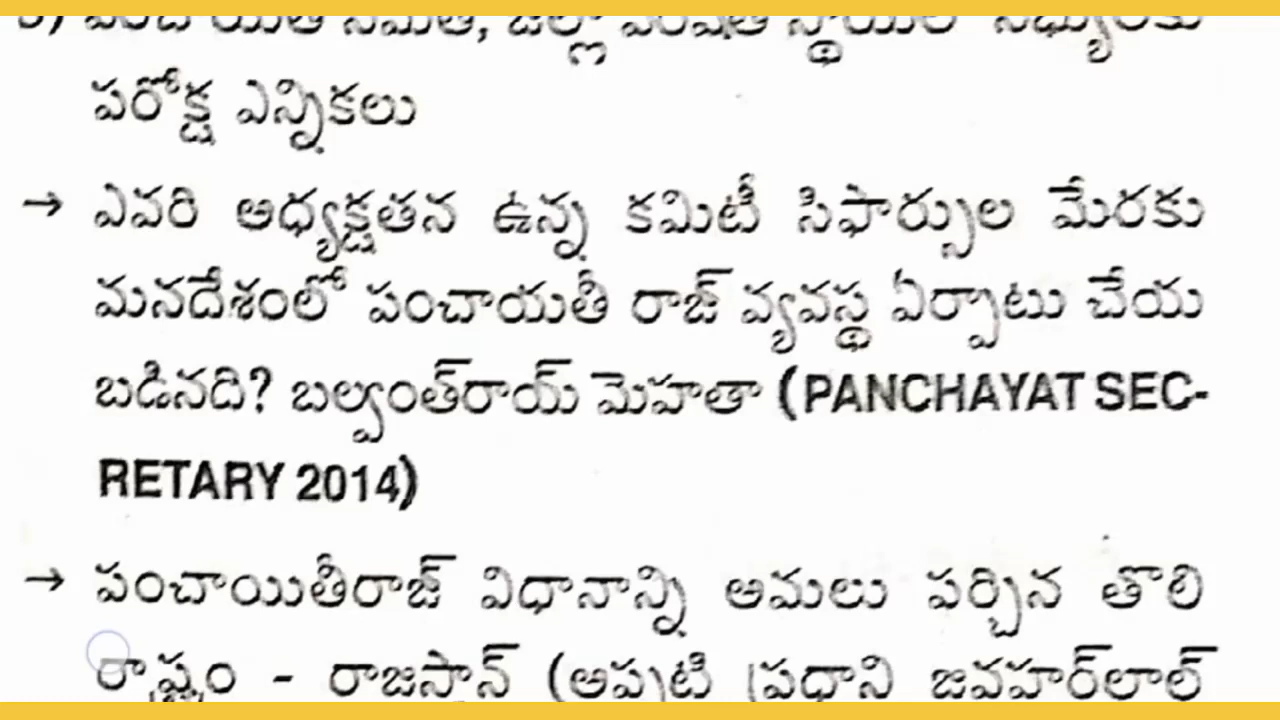 పరోక్ష ఎన్నికలు
→ ఎవరి అధ్యక్షతన ఉన్న కమిటీ సిఫార్సుల మేరకు
మనదేశంలో పంచాయతీ రాజ్ వ్యవస్థ ఏర్పాటు చేయ
బడినది? బల్వంత్‌రాయ్ మెహతా (PANCHAYAT SEC-
RETARY 2014)
→ పంచాయితీరాజ్ విధానాన్ని అమలు పర్చిన తొలి
రాష్ట్రం - రాజస్థాన్ (అప్పటి ప్రధాని జవహర్‌లాల్